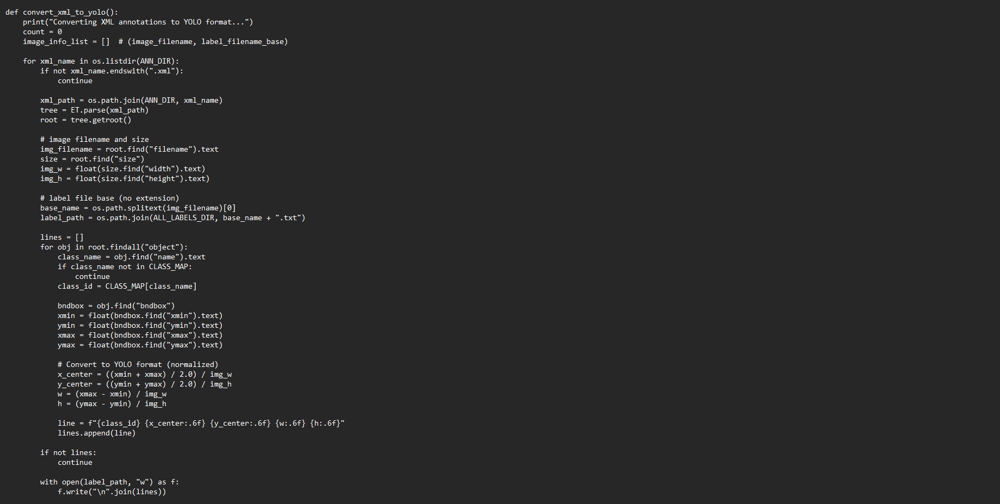 def convert_xml_to_yolo():
    print("Converting XML annotations to YOLO format...")
    count = 0
    image_info_list = []  # (image_filename, label_filename_base)

    for xml_name in os.listdir(ANN_DIR):
        if not xml_name.endswith(".xml"):
            continue

        xml_path = os.path.join(ANN_DIR, xml_name)
        tree = ET.parse(xml_path)
        root = tree.getroot()

        # image filename and size
        img_filename = root.find("filename").text
        size = root.find("size")
        img_w = float(size.find("width").text)
        img_h = float(size.find("height").text)

        # label file base (no extension)
        base_name = os.path.splitext(img_filename)[0]
        label_path = os.path.join(ALL_LABELS_DIR, base_name + ".txt")

        lines = []
        for obj in root.findall("object"):
            class_name = obj.find("name").text
            if class_name not in CLASS_MAP:
                continue
            class_id = CLASS_MAP[class_name]

            bndbox = obj.find("bndbox")
            xmin = float(bndbox.find("xmin").text)
            ymin = float(bndbox.find("ymin").text)
            xmax = float(bndbox.find("xmax").text)
            ymax = float(bndbox.find("ymax").text)

            # Convert to YOLO format (normalized)
            x_center = ((xmin + xmax) / 2.0) / img_w
            y_center = ((ymin + ymax) / 2.0) / img_h
            w = (xmax - xmin) / img_w
            h = (ymax - ymin) / img_h

            line = f"{class_id} {x_center:.6f} {y_center:.6f} {w:.6f} {h:.6f}"
            lines.append(line)

        if not lines:
            continue

        with open(label_path, "w") as f:
            f.write("\n".join(lines))